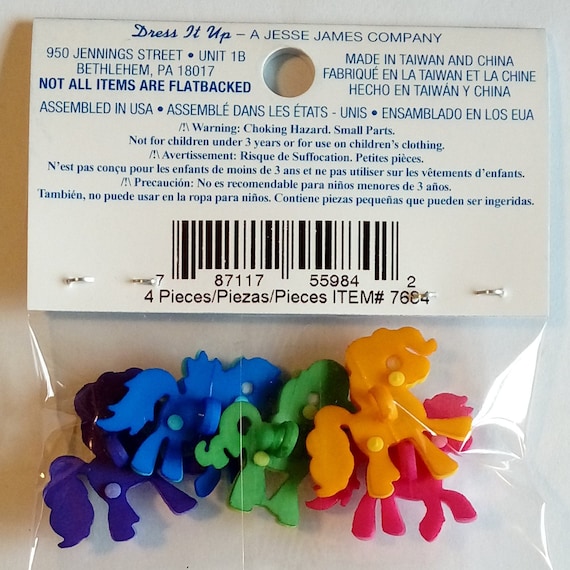 Dress It Up – A JESSE JAMES COMPANY
950 JENNINGS STREET • UNIT 1B
BETHLEHEM, PA 18017
NOT ALL ITEMS ARE FLATBACKED
MADE IN TAIWAN AND CHINA
FABRIQUÉ EN LA TAIWAN ET LA CHINE
HECHO EN TAIWÁN Y CHINA
ASSEMBLED IN USA • ASSEMBLÉ DANS LES ÉTATS - UNIS • ENSAMBLADO EN LOS EUA
/!\ Warning: Choking Hazard. Small Parts.
Not for children under 3 years or for use on children's clothing.
/!\ Avertissement: Risque de Suffocation. Petites pièces.
N'est pas conçu pour les enfants de moins de 3 ans et ne pas utiliser sur les vêtements d'enfants.
/!\ Precaución: No es recomendable para niños menores de 3 años.
También, no puede usar en la ropa para niños. Contiene piezas pequeñas que pueden ser ingeridas.
7 87117 55984 2
4 Pieces/Piezas/Pieces ITEM# 7684